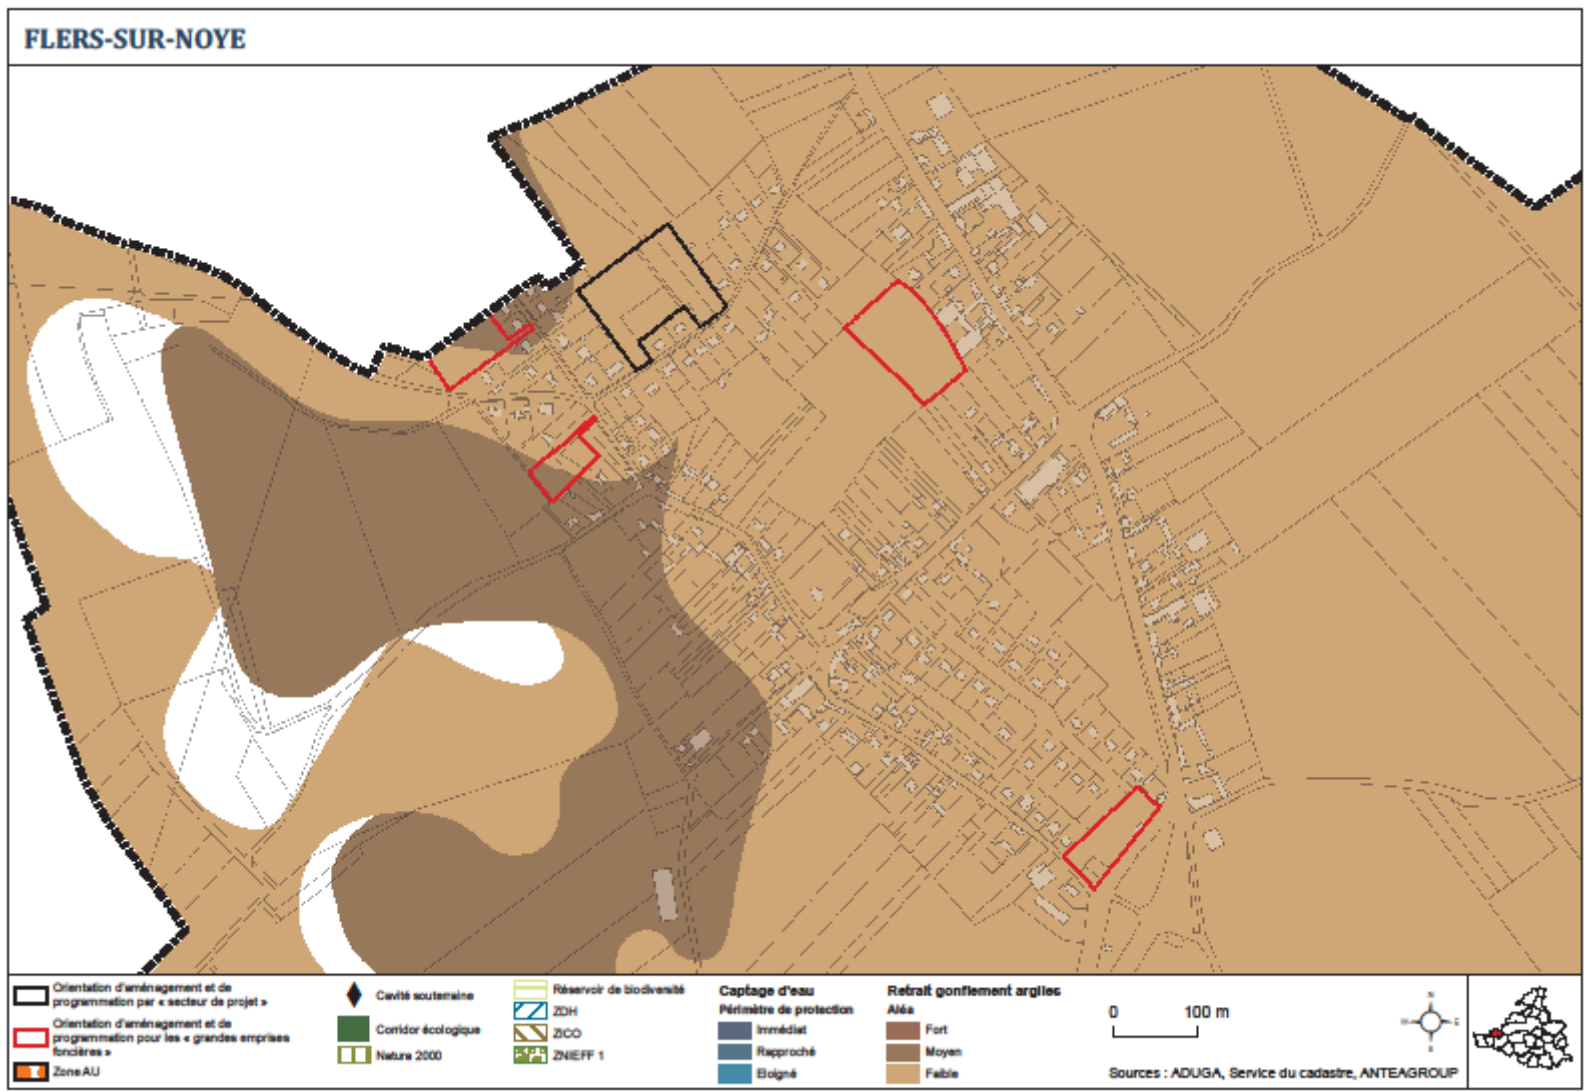 FLERS-SUR-NOYE
Orientation d'aménagement et de
programmation par « secteur de projet »
Orientation d'aménagement et de
programmation pour les « grandes emprises
foncières »
Zone AU
Cavité souterraine
Corridor écologique
Natura 2000
Réservoir de biodiversité
ZDH
ZICO
ZNIEFF 1
Captage d'eau
Périmètre de protection
Immédiat
Rapproché
Eloigné
Retrait gonflement argiles
Aléa
Fort
Moyen
Faible
0 100 m
N
Sources : ADUGA, Service du cadastre, ANTEAGROUP